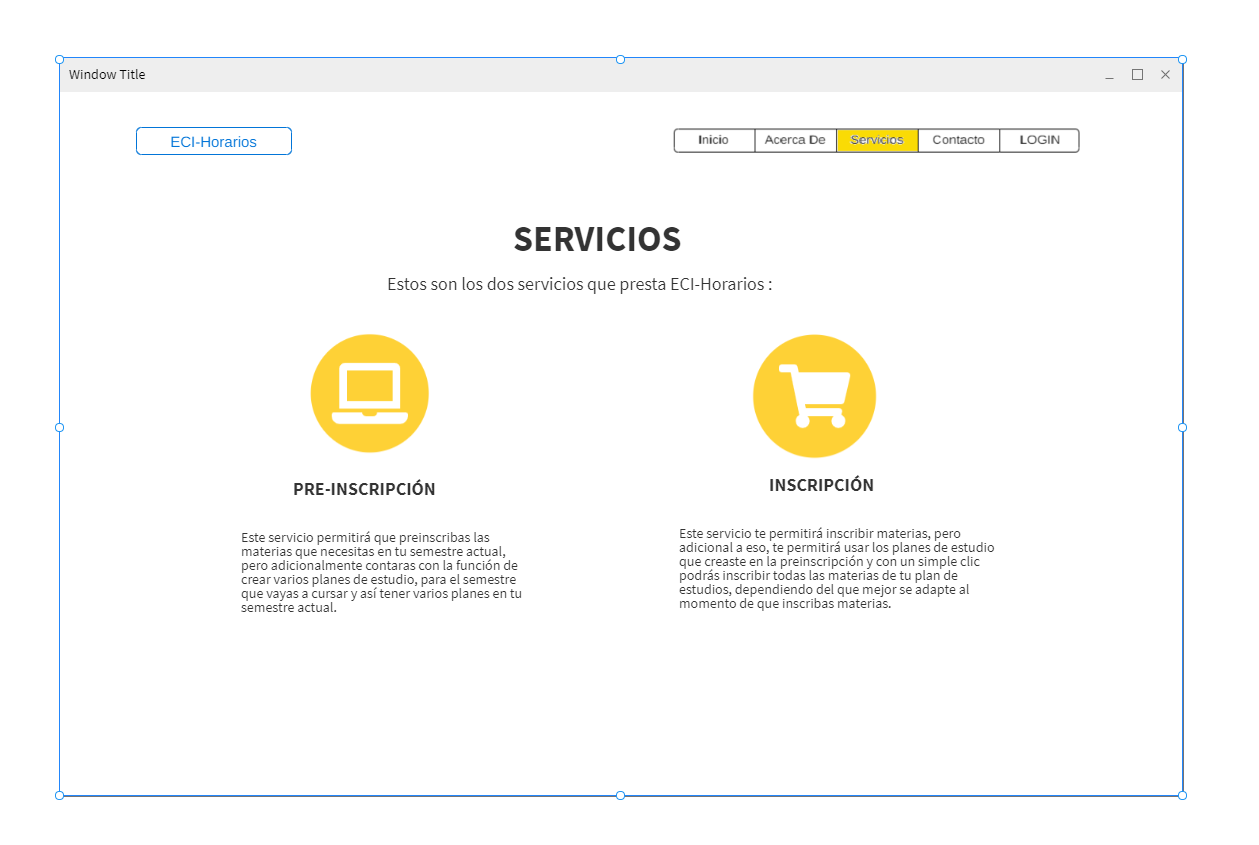 Window Title
ECI-Horarios
Inicio
Acerca De
Servicios
Contacto
LOGIN
SERVICIOS
Estos son los dos servicios que presta ECI-Horarios :
PRE-INSCRIPCIÓN
Este servicio permitirá que preinscribas las
materias que necesitas en tu semestre actual,
pero adicionalmente contaras con la función de
crear varios planes de estudio, para el semestre
que vayas a cursar y así tener varios planes en tu
semestre actual.
INSCRIPCIÓN
Este servicio te permitirá inscribir materias, pero
adicional a eso, te permitirá usar los planes de estudio
que creaste en la preinscripción y con un simple clic
podrás inscribir todas las materias de tu plan de
estudios, dependiendo del que mejor se adapte al
momento de que inscribas materias.